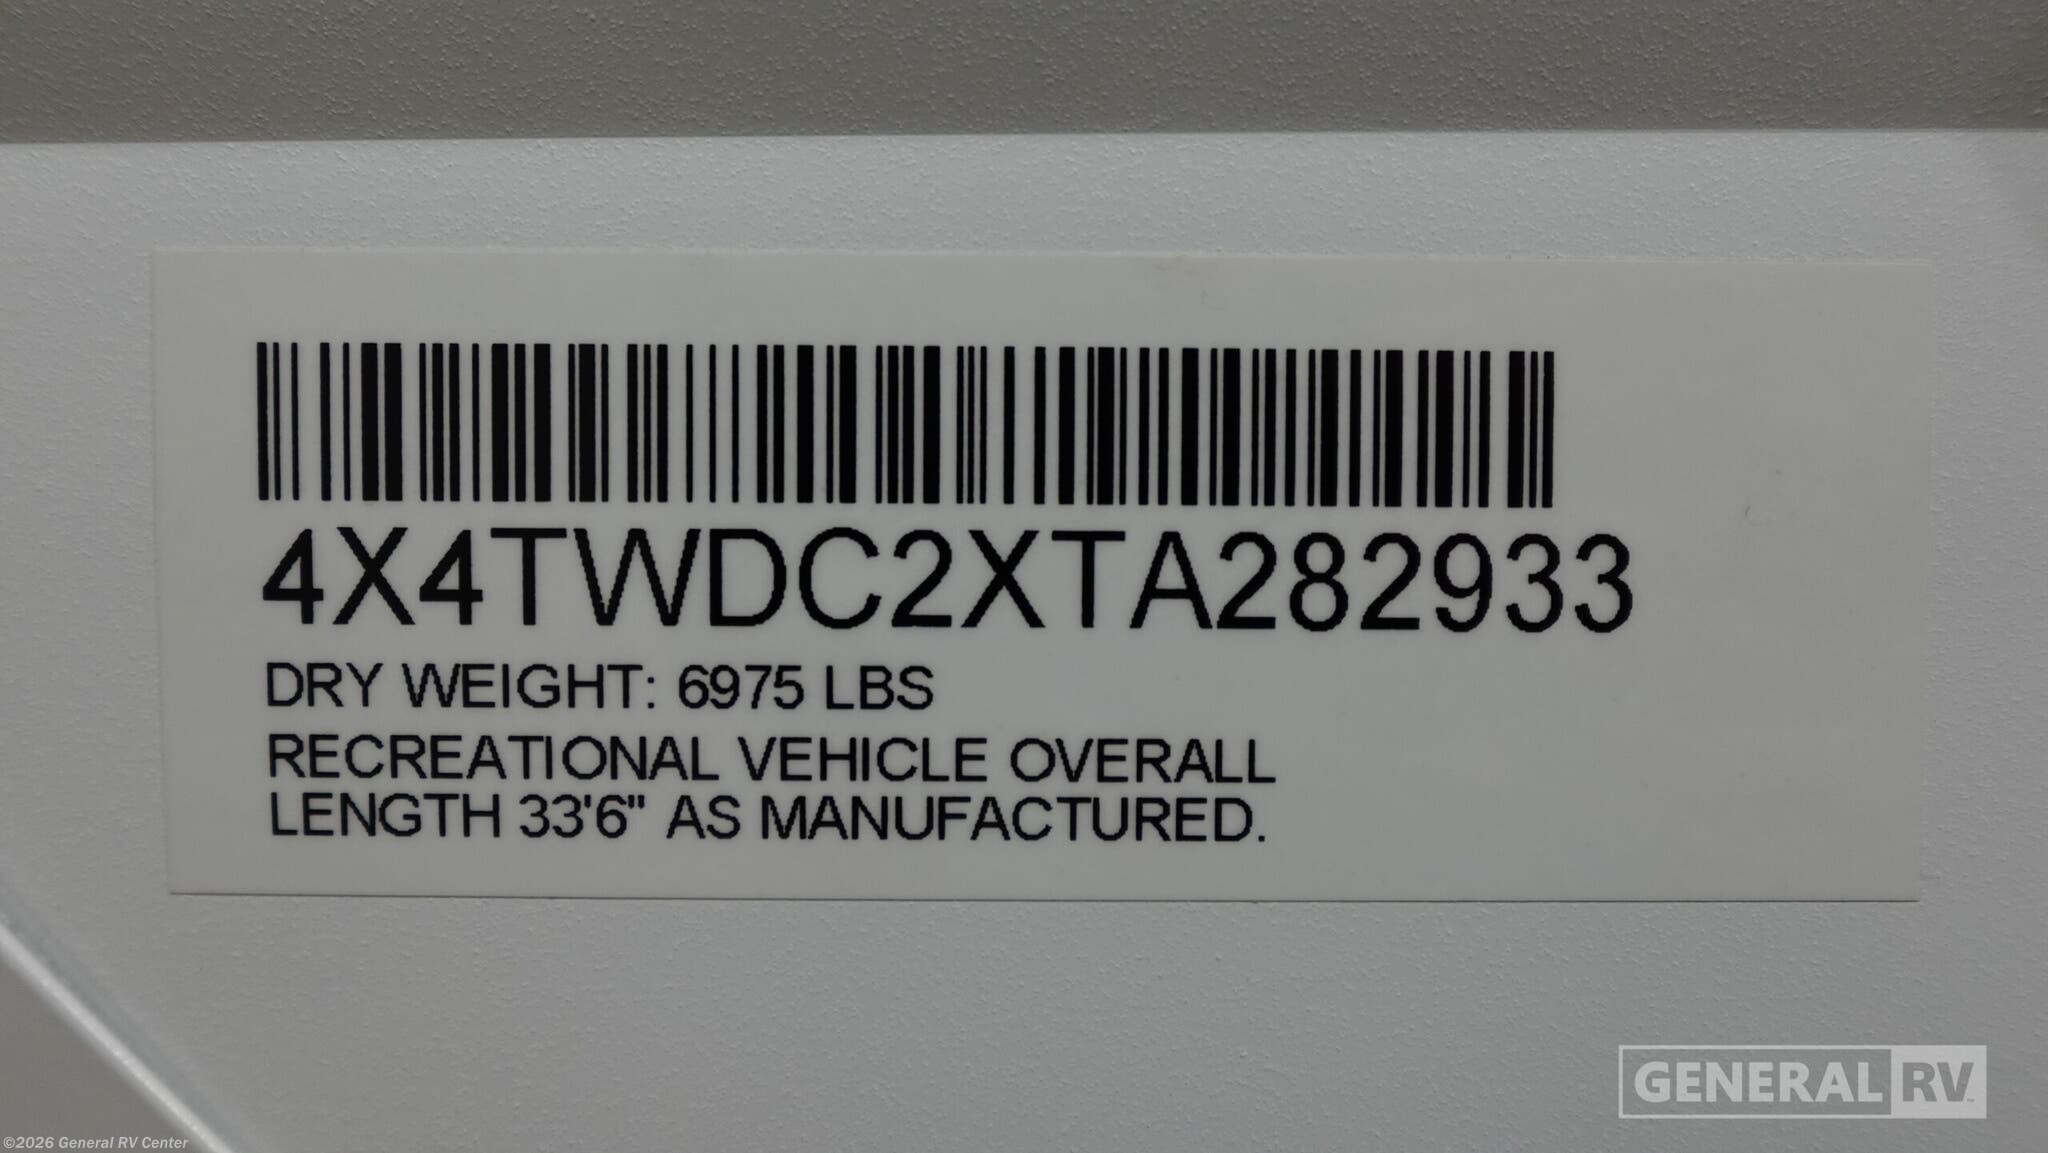 4X4TWDC2XTA282933
DRY WEIGHT: 6975 LBS
RECREATIONAL VEHICLE OVERALL
LENGTH 33'6" AS MANUFACTURED.
GENERAL RV
©2026 General RV Center